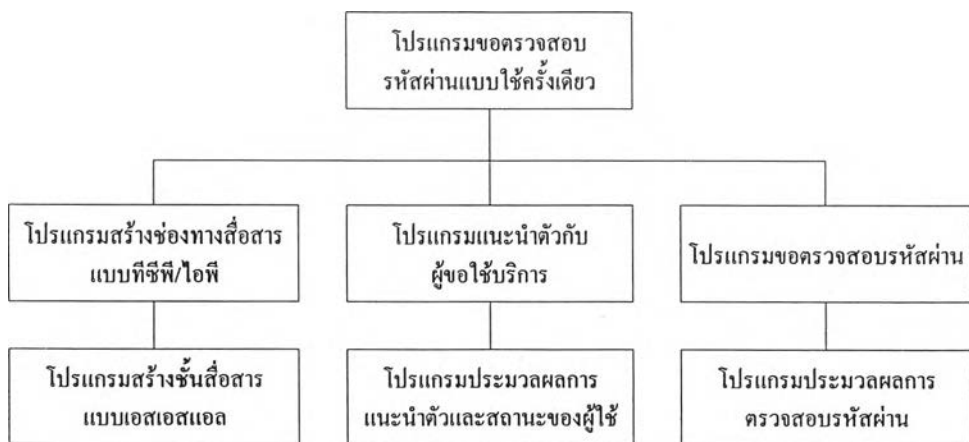 โปรแกรมขอตรวจสอบ
รหัสผ่านแบบใช้ครั้งเดียว
โปรแกรมสร้างช่องทางสื่อสาร
แบบทีซีพี/ไอพี
โปรแกรมแนะนำตัวกับ
ผู้ขอใช้บริการ
โปรแกรมขอตรวจสอบรหัสผ่าน
โปรแกรมสร้างชั้นสื่อสาร
แบบเอสเอสแอล
โปรแกรมประมวลผลการ
แนะนำตัวและสถานะของผู้ใช้
โปรแกรมประมวลผลการ
ตรวจสอบรหัสผ่าน